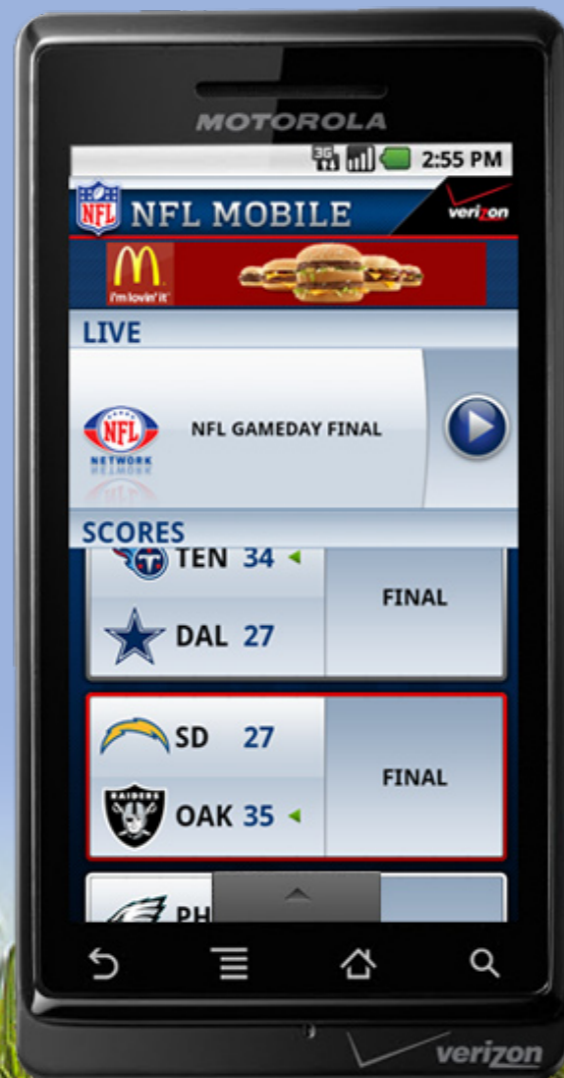 MOTOROLA
3G 2:55 PM
NFL NFL MOBILE verizon
M
i'm lovin' it
LIVE
NFL NETWORK
NFL GAMEDAY FINAL
SCORES
TEN 34
FINAL
DAL 27
SD 27
FINAL
RAIDERS
OAK 35
PH
verizon